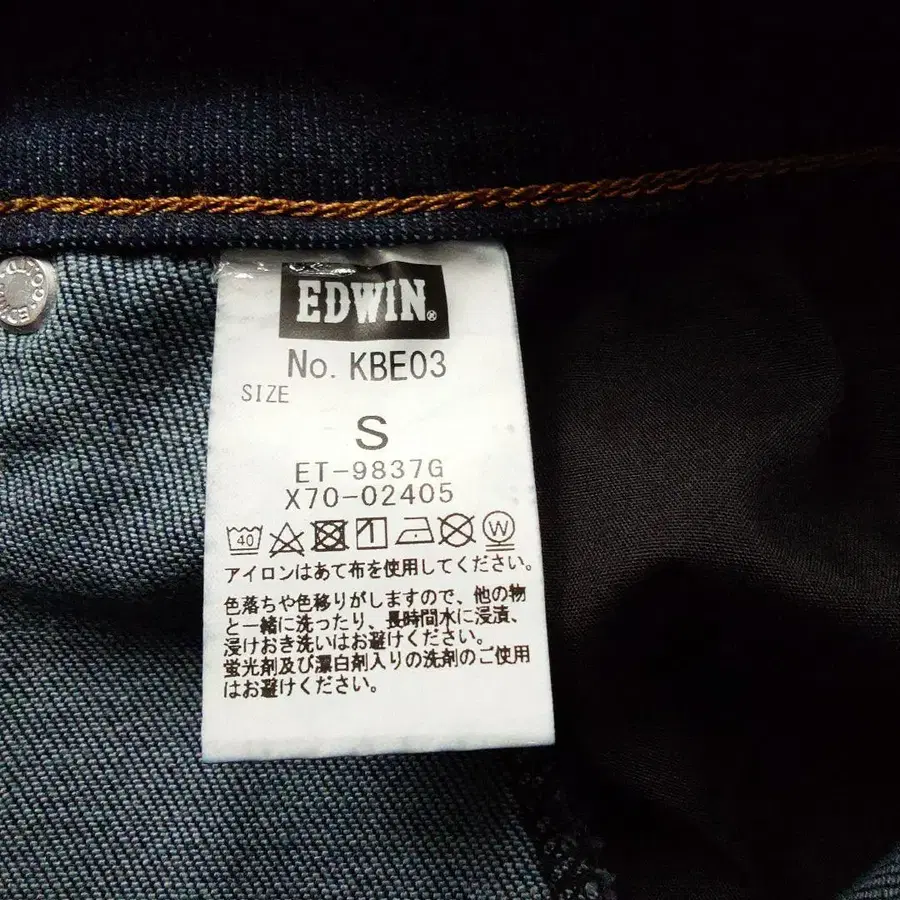 EDWIN®
No. KBE03
SIZE
S
ET-9837G
X70-02405
40 W
アイロンはあて布を使用してください。
色落ちや色移りがしますので、他の物
と一緒に洗ったり、長時間水に浸漬、
浸けおき洗いはお避けください。
蛍光剤及び漂白剤入りの洗剤のご使用
はお避けください。